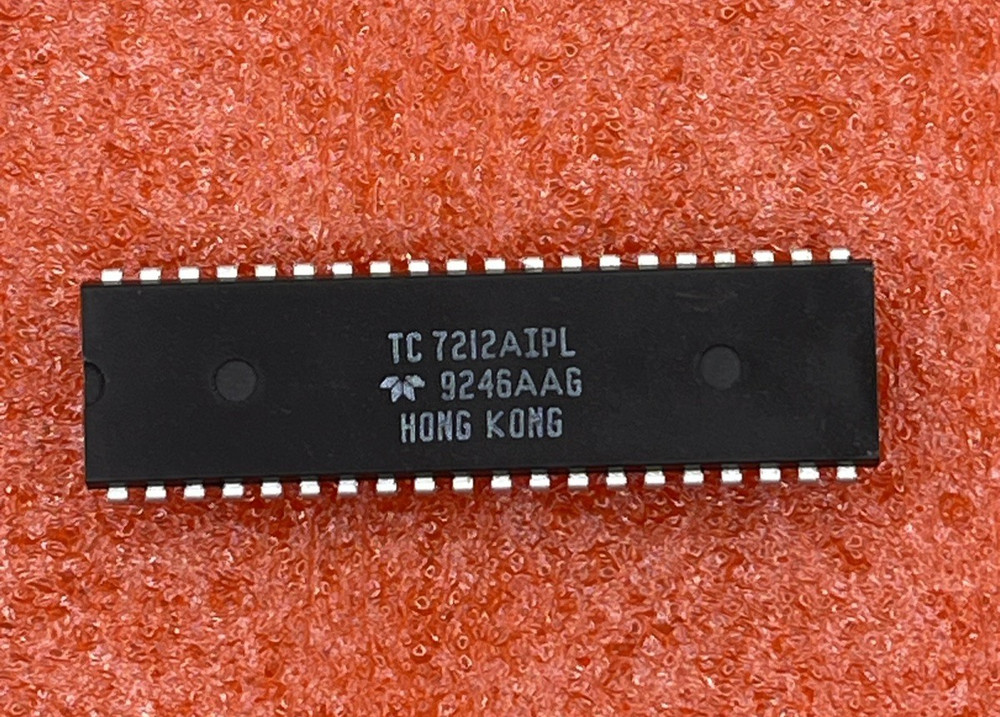 TC 7212AIPL
9246AAG
HONG KONG